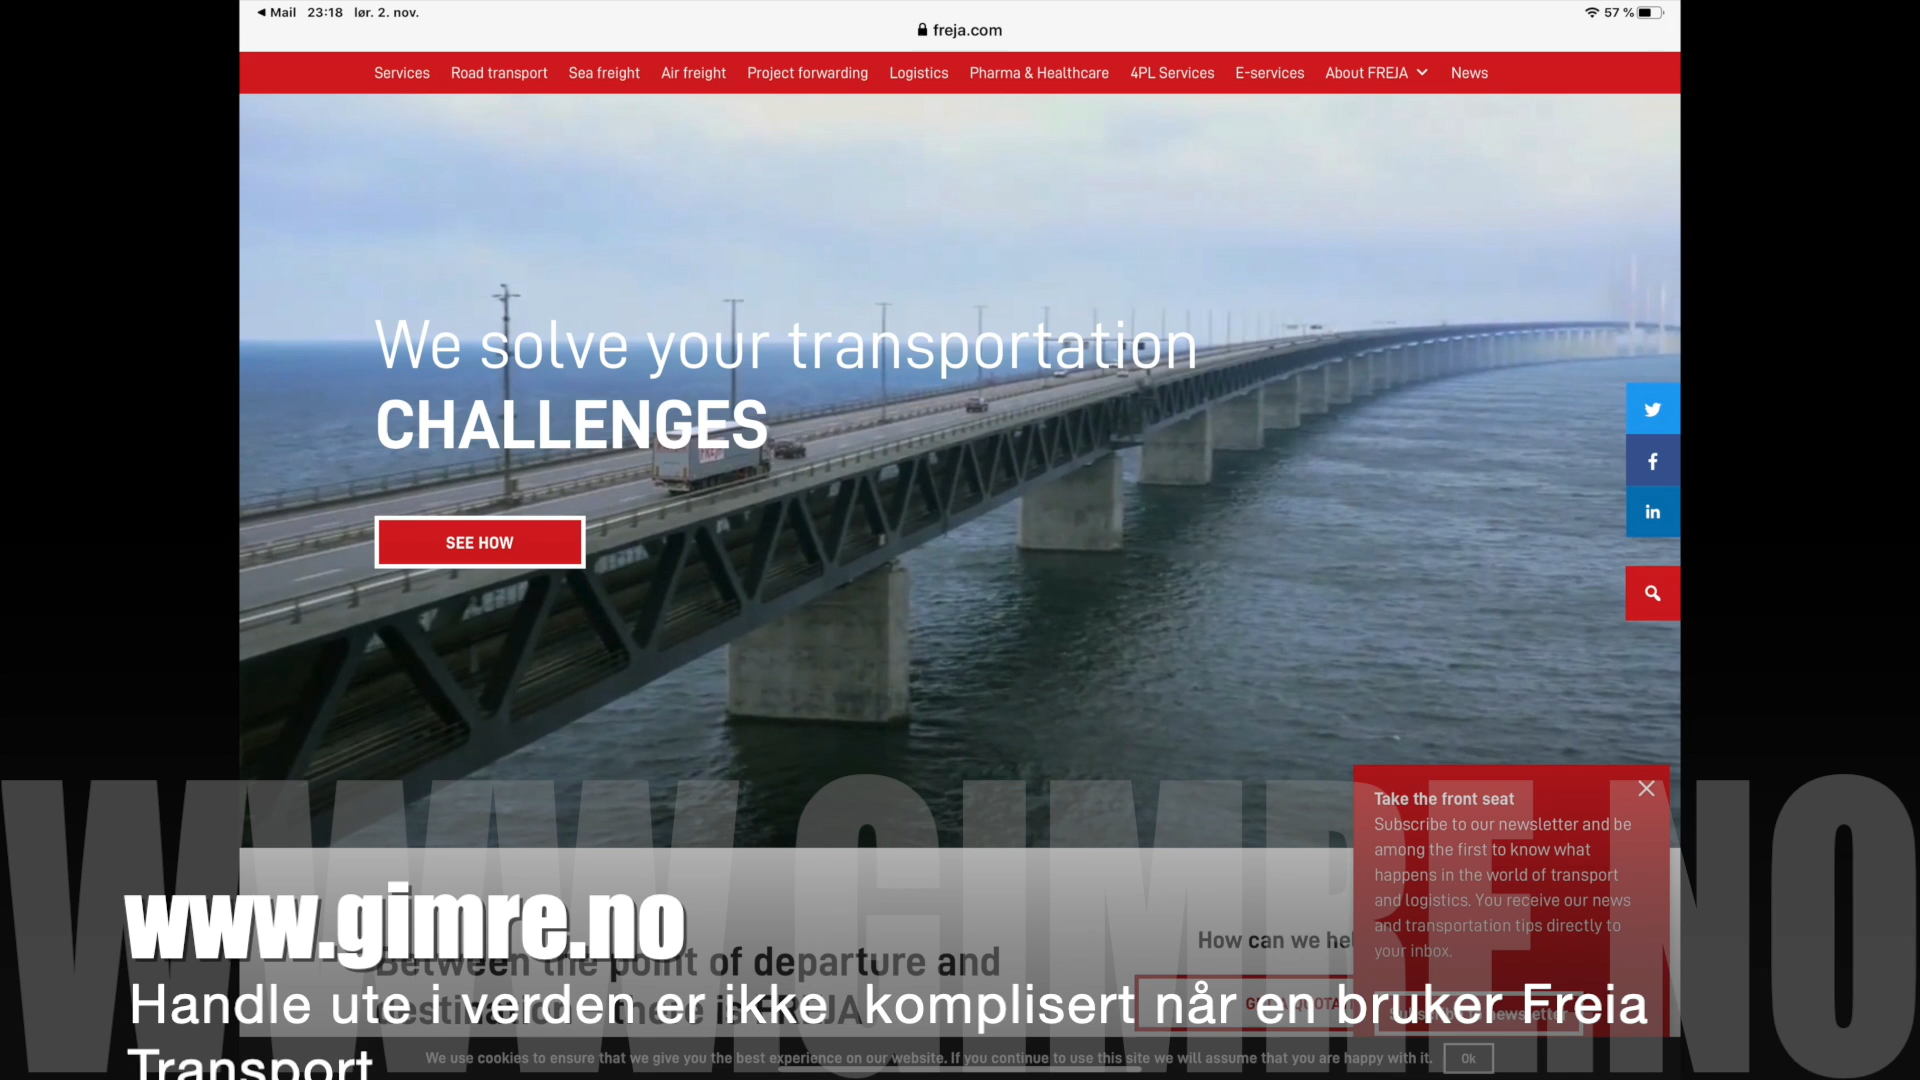 Mail 23:18 lør. 2. nov.
57 %
freja.com
Services Road transport Sea freight Air freight Project forwarding Logistics Pharma & Healthcare 4PL Services E-services About FREJA News
We solve your transportation
CHALLENGES
SEE HOW
Take the front seat
Subscribe to our newsletter and be
among the first to know what
happens in the world of transport
and logistics. You receive our news
and transportation tips directly to
your inbox.
WWW.GIMRE.NO
www.gimre.no
Between the point of departure and
How can we
Handle ute i verden er ikke komplisert når en bruker Freia
Transport
We use cookies to ensure that we give you the best experience on our website. If you continue to use this site we will assume that you are happy with it. Ok